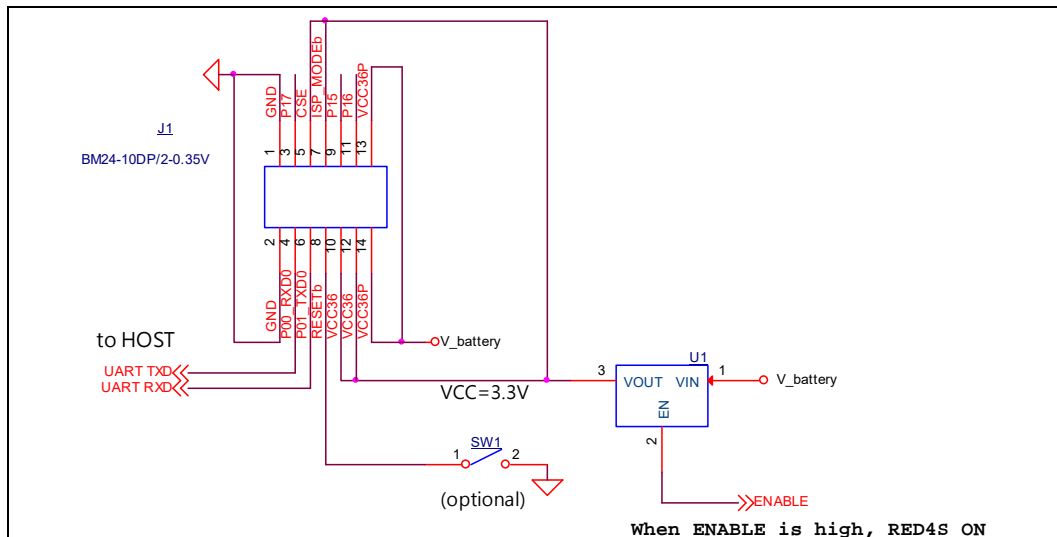 GND
P17
CSE
ISP_MODEb
P15
P16
VCC36P
J1
BM24-10DP/2-0.35V
1
3
5
7
9
11
13
2
4
6
8
10
12
14
GND
P00_RXD0
P01_TXD0
RESETb
VCC36
VCC36
VCC36P
to HOST
UART TXD
UART RXD
V_battery
VCC=3.3V
U1
3
VOUT VIN
1
V_battery
EN
2
SW1
1
2
(optional)
ENABLE
When ENABLE is high, RED4S ON